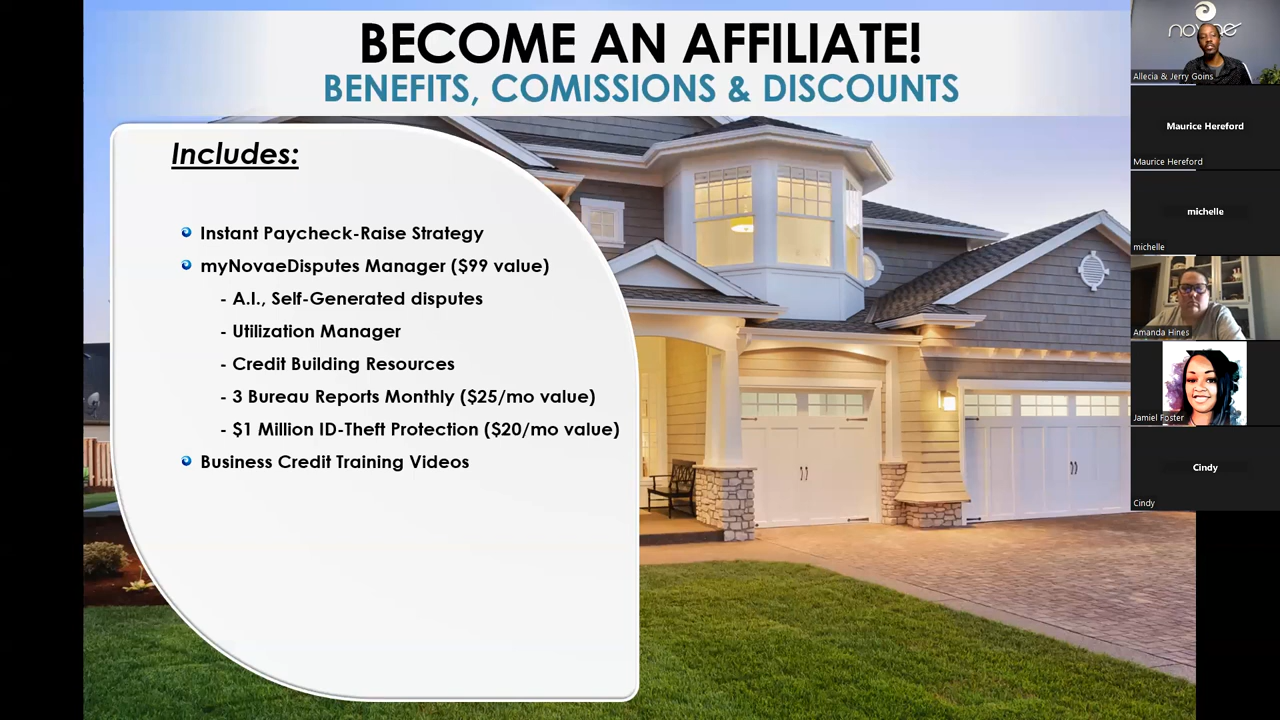 BECOME AN AFFILIATE!
BENEFITS, COMISSIONS & DISCOUNTS
Includes:
Instant Paycheck-Raise Strategy
myNovaeDisputes Manager ($99 value)
- A.I., Self-Generated disputes
- Utilization Manager
- Credit Building Resources
- 3 Bureau Reports Monthly ($25/mo value)
- $1 Million ID-Theft Protection ($20/mo value)
Business Credit Training Videos
novae
Allecia & Jerry Goins
Maurice Hereford
Maurice Hereford
michelle
michelle
Amanda Hines
Jamiel Foster
Cindy
Cindy